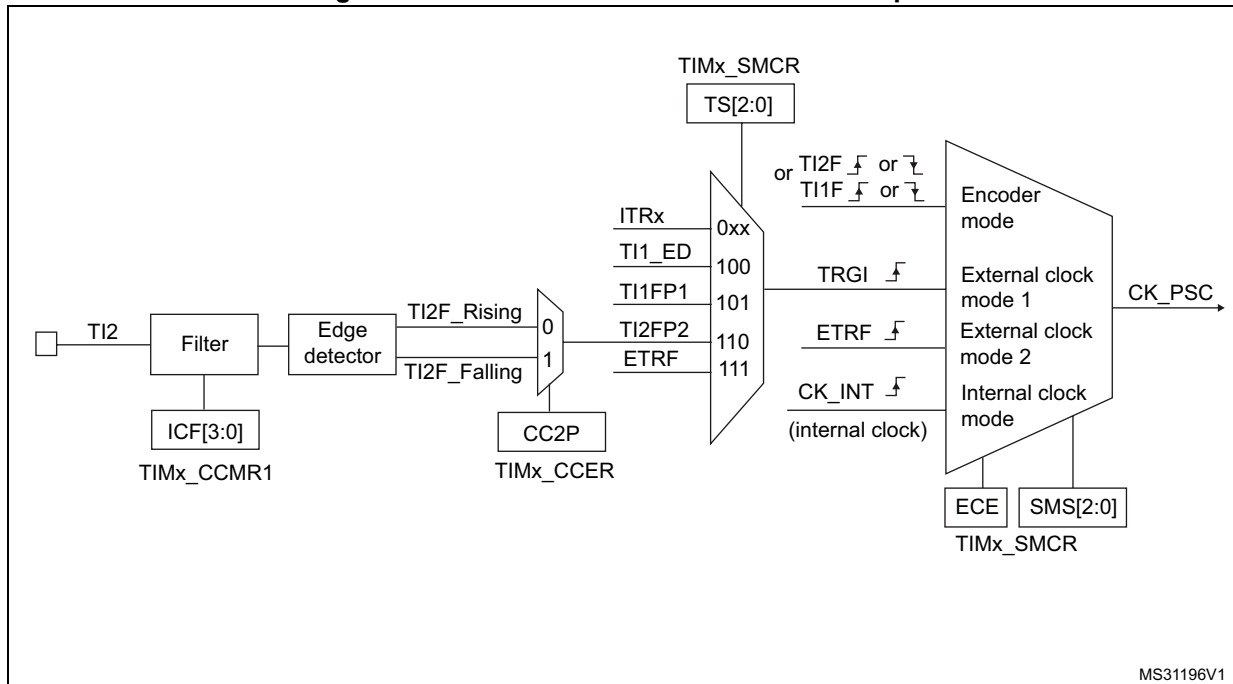 TIMx_SMCR
TS[2:0]
or TI2F or
TI1F or
Encoder
mode
ITRx
0xx
TI1_ED
100
TRGI
External clock
mode 1
CK_PSC
TI1FP1
101
TI2
Filter
Edge
detector
TI2F_Rising
0
TI2F_Falling
1
TI2FP2
110
ETRF
111
ETRF
External clock
mode 2
CK_INT
(internal clock)
Internal clock
mode
ICF[3:0]
TIMx_CCMR1
CC2P
TIMx_CCER
ECE
SMS[2:0]
TIMx_SMCR
MS31196V1